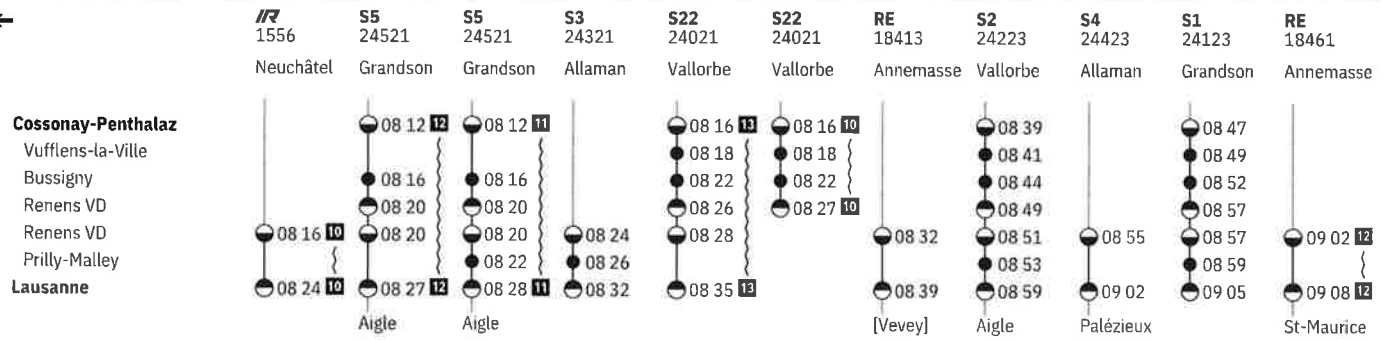 IR S5 S5 S3 S22 S22 RE S2 S4 S1 RE
1556 24521 24521 24321 24021 24021 18413 24223 24423 24123 18461
Neuchâtel Grandson Grandson Allaman Vallorbe Vallorbe Annemasse Vallorbe Allaman Grandson Annemasse
Cossonay-Penthalaz 08 12 12 08 12 11 08 16 13 08 16 10 08 39 08 47
Vufflens-la-Ville 08 18 08 18 08 41 08 49
Bussigny 08 16 08 16 08 22 08 22 08 44 08 52
Renens VD 08 20 08 20 08 26 08 27 10 08 49 08 57
Renens VD 08 16 10 08 20 08 20 08 24 08 28 08 32 08 51 08 55 08 57 09 02 12
Prilly-Malley 08 22 08 26 08 53 08 59
Lausanne 08 24 10 08 27 12 08 28 11 08 32 08 35 13 08 39 08 59 09 02 09 05 09 08 12
Aigle Aigle [Vevey] Aigle Palézieux St-Maurice